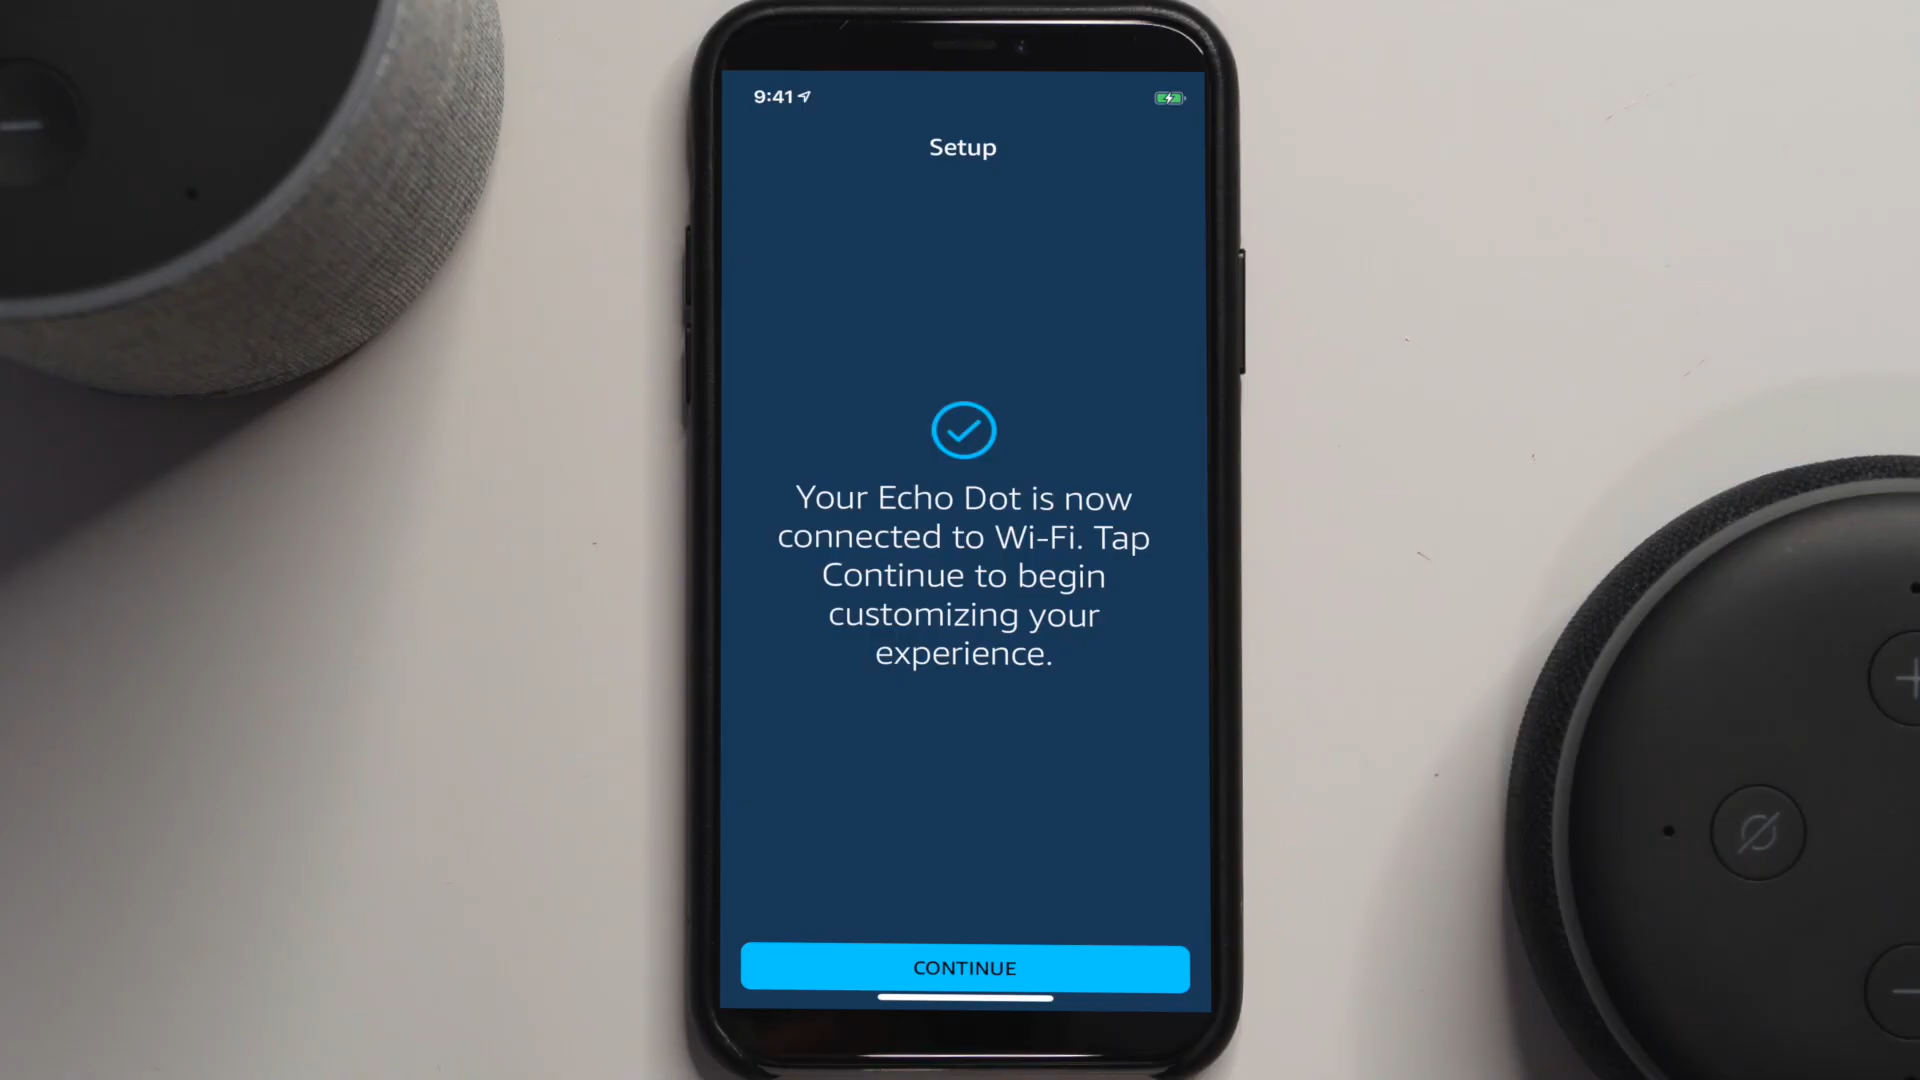 9:41
Setup
Your Echo Dot is now
connected to Wi-Fi. Tap
Continue to begin
customizing your
experience.
CONTINUE